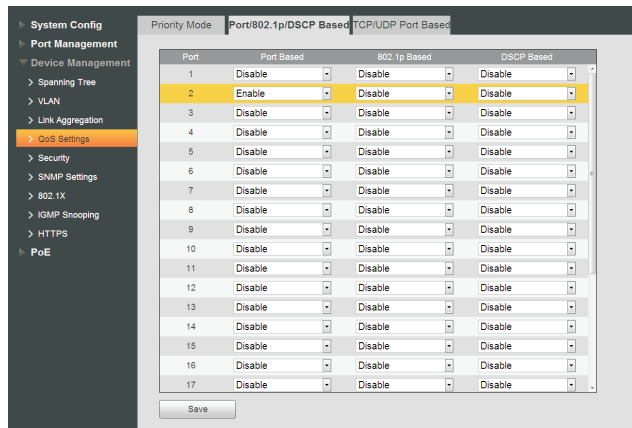 System Config
Port Management
Device Management
Spanning Tree
VLAN
Link Aggregation
QoS Settings
Security
SNMP Settings
802.1X
IGMP Snooping
HTTPS
PoE
Priority Mode Port/802.1p/DSCP Based TCP/UDP Port Based
Port Port Based 802.1p Based DSCP Based
1 Disable Disable Disable
2 Enable Disable Disable
3 Disable Disable Disable
4 Disable Disable Disable
5 Disable Disable Disable
6 Disable Disable Disable
7 Disable Disable Disable
8 Disable Disable Disable
9 Disable Disable Disable
10 Disable Disable Disable
11 Disable Disable Disable
12 Disable Disable Disable
13 Disable Disable Disable
14 Disable Disable Disable
15 Disable Disable Disable
16 Disable Disable Disable
17 Disable Disable Disable
Save